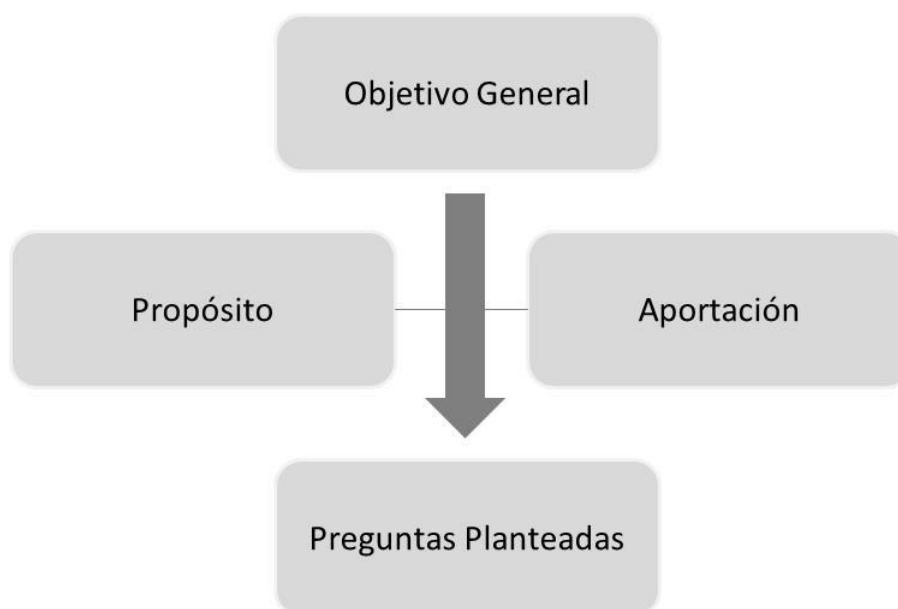 Objetivo General
Propósito
Aportación
Preguntas Planteadas